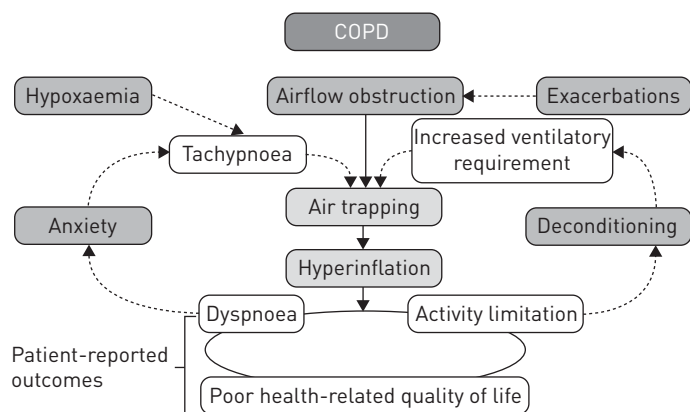 COPD
Hypoxaemia
Airflow obstruction
Exacerbations
Tachypnoea
Increased ventilatory
requirement
Air trapping
Anxiety
Deconditioning
Hyperinflation
Dyspnoea
Activity limitation
Patient-reported
outcomes
Poor health-related quality of life